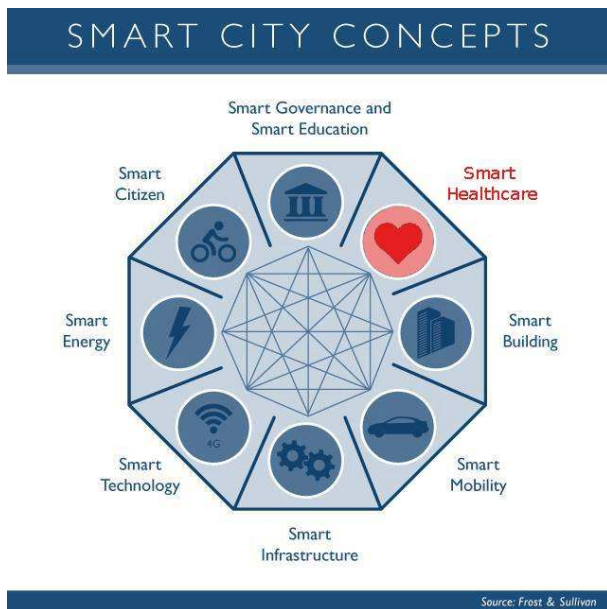 SMART CITY CONCEPTS
Smart Governance and
Smart Education
Smart
Citizen
Smart
Healthcare
Smart
Energy
Smart
Building
4G
Smart
Technology
Smart
Mobility
Smart
Infrastructure
Source: Frost & Sullivan